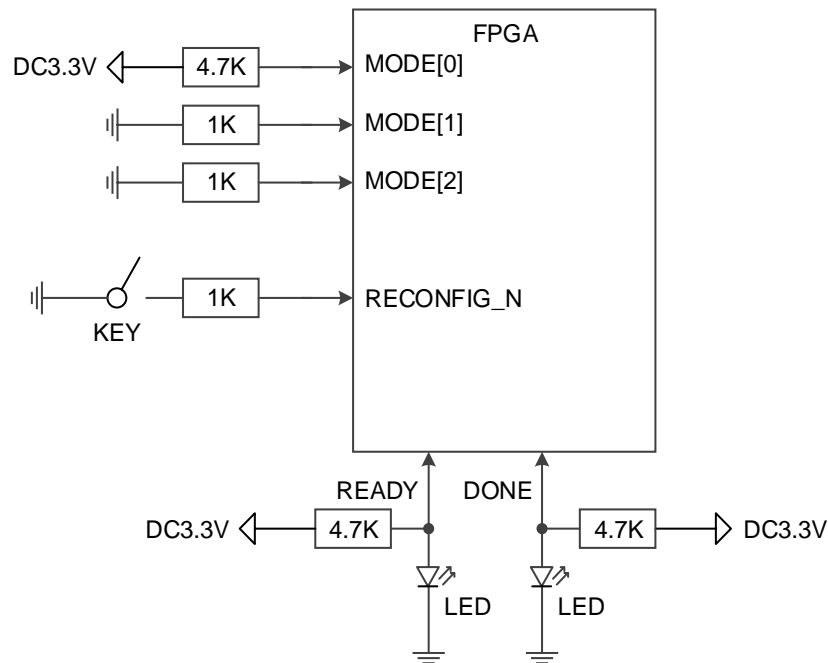 FPGA
DC3.3V 4.7K MODE[0]
1K MODE[1]
1K MODE[2]
1K RECONFIG_N
KEY
READY DONE
DC3.3V 4.7K 4.7K DC3.3V
LED LED